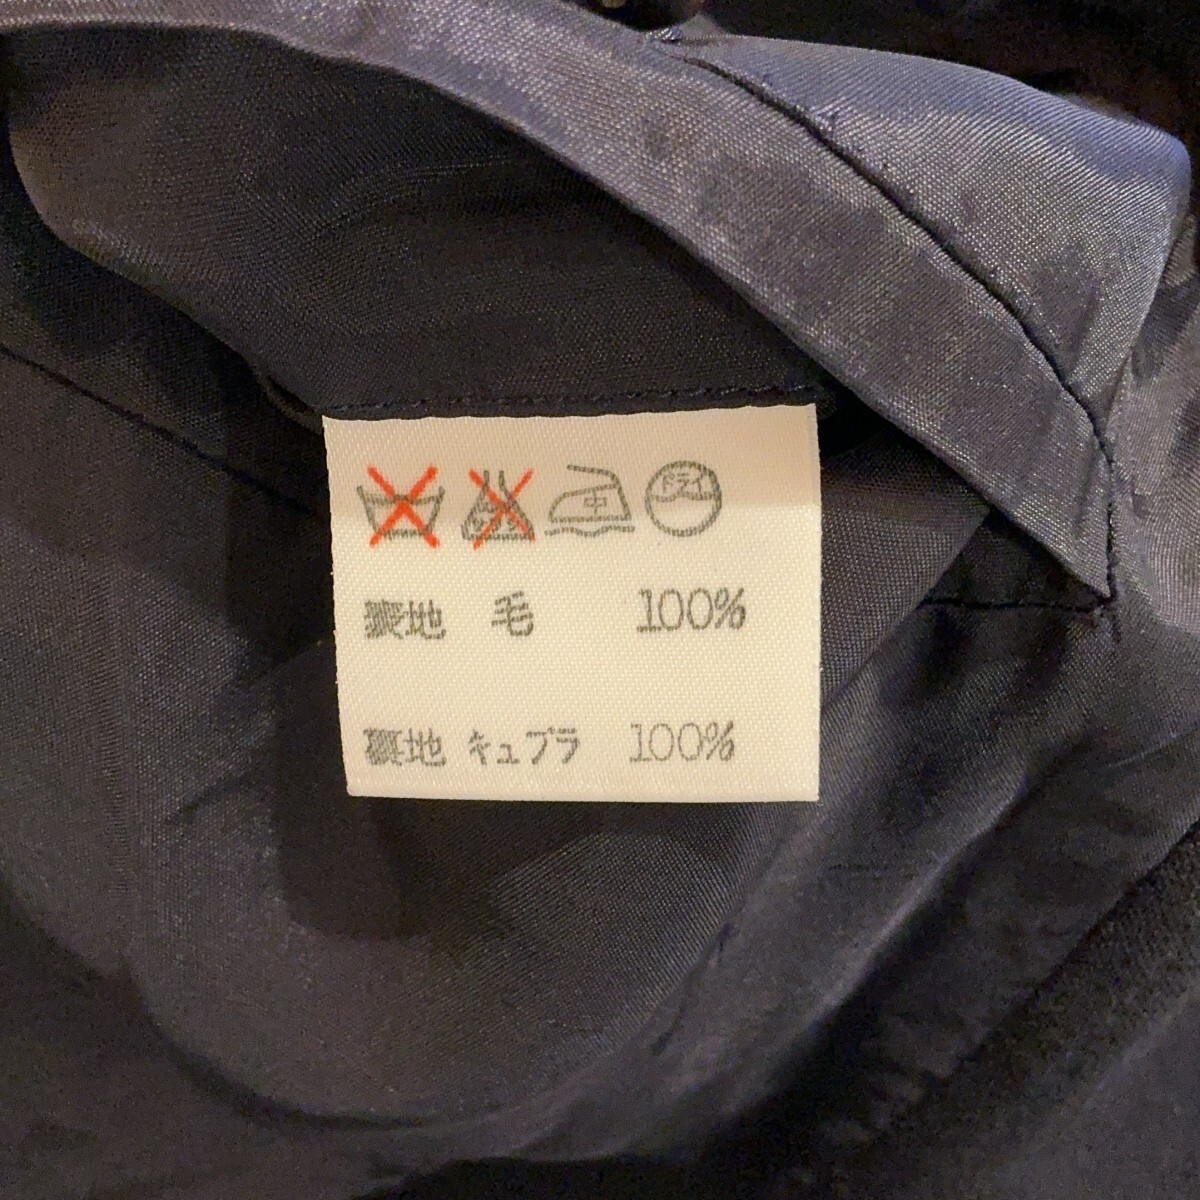 中 ドライ
表地 毛 100%
裏地 キュプラ 100%